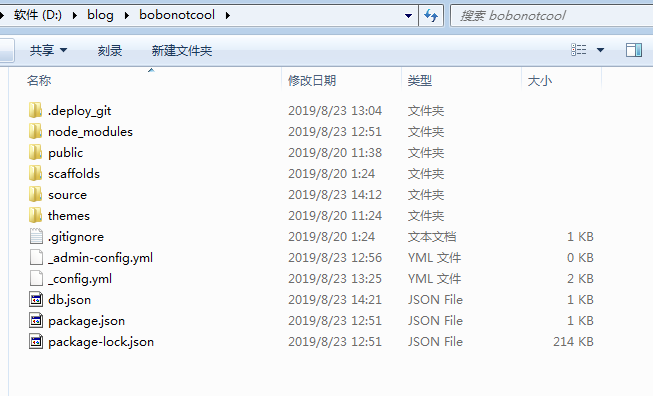 软件 (D:) blog bobonotcool 搜索 bobonotcool
共享 刻录 新建文件夹
名称 修改日期 类型 大小
.deploy_git 2019/8/23 13:04 文件夹
node_modules 2019/8/23 12:51 文件夹
public 2019/8/20 11:38 文件夹
scaffolds 2019/8/20 1:24 文件夹
source 2019/8/23 14:12 文件夹
themes 2019/8/20 11:24 文件夹
.gitignore 2019/8/20 1:24 文本文档 1 KB
_admin-config.yml 2019/8/23 12:56 YML 文件 0 KB
_config.yml 2019/8/23 13:25 YML 文件 2 KB
db.json 2019/8/23 14:21 JSON File 1 KB
package.json 2019/8/23 12:51 JSON File 1 KB
package-lock.json 2019/8/23 12:51 JSON File 214 KB